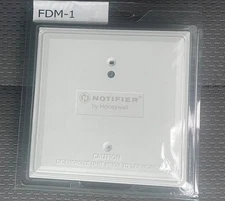 FDM-1
NOTIFIER®
by Honeywell
CAUTION